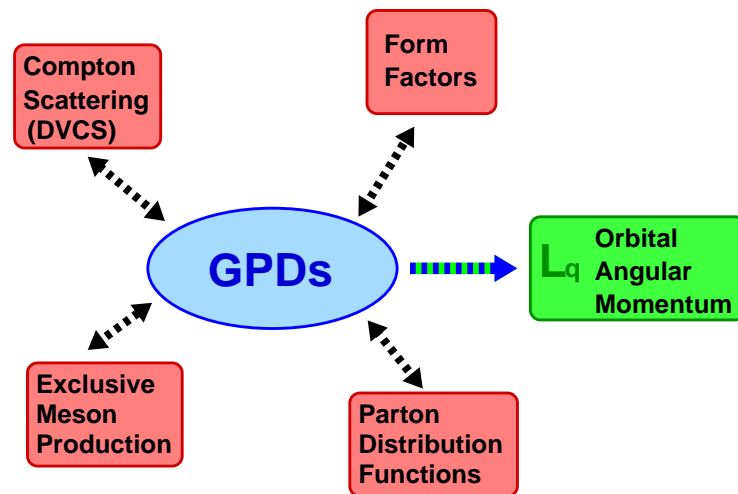 Compton
Scattering
(DVCS)
Form
Factors
GPDs
Lq
Orbital
Angular
Momentum
Exclusive
Meson
Production
Parton
Distribution
Functions